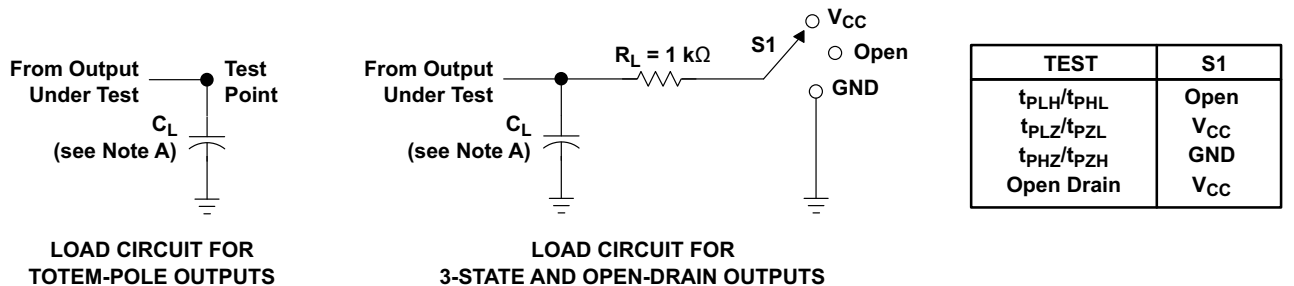 From Output
Under Test
Test
Point
C_L
(see Note A)
LOAD CIRCUIT FOR
TOTEM-POLE OUTPUTS
From Output
Under Test
R_L = 1 kΩ
S1
V_CC
Open
GND
C_L
(see Note A)
LOAD CIRCUIT FOR
3-STATE AND OPEN-DRAIN OUTPUTS
TEST S1
t_PLH/t_PHL Open
t_PLZ/t_PZL V_CC
t_PHZ/t_PZH GND
Open Drain V_CC